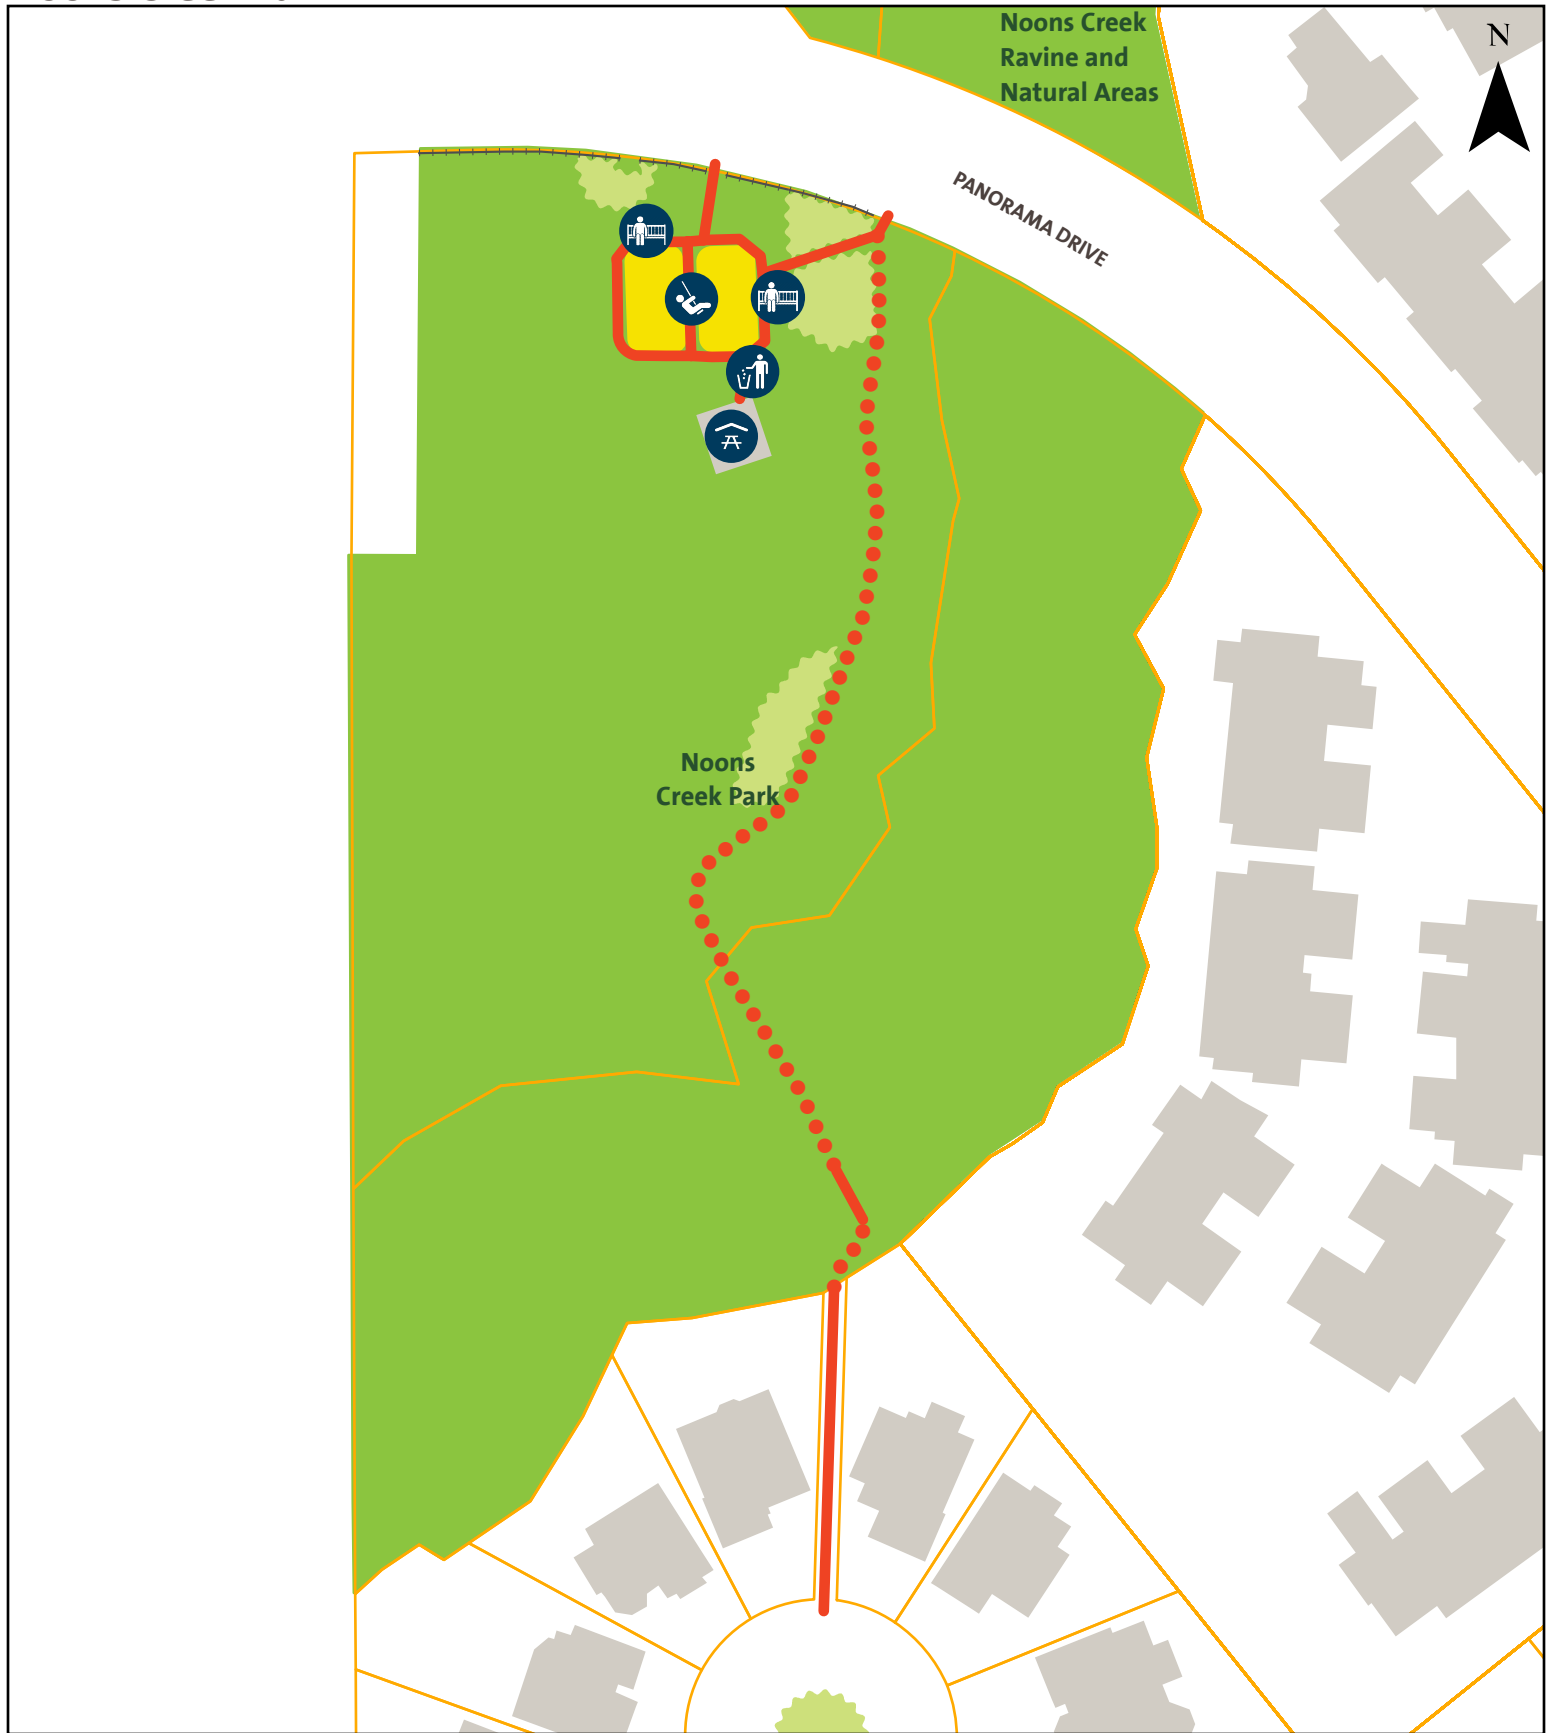 Noons Creek
Ravine and
Natural Areas
N
PANORAMA DRIVE
Noons
Creek Park